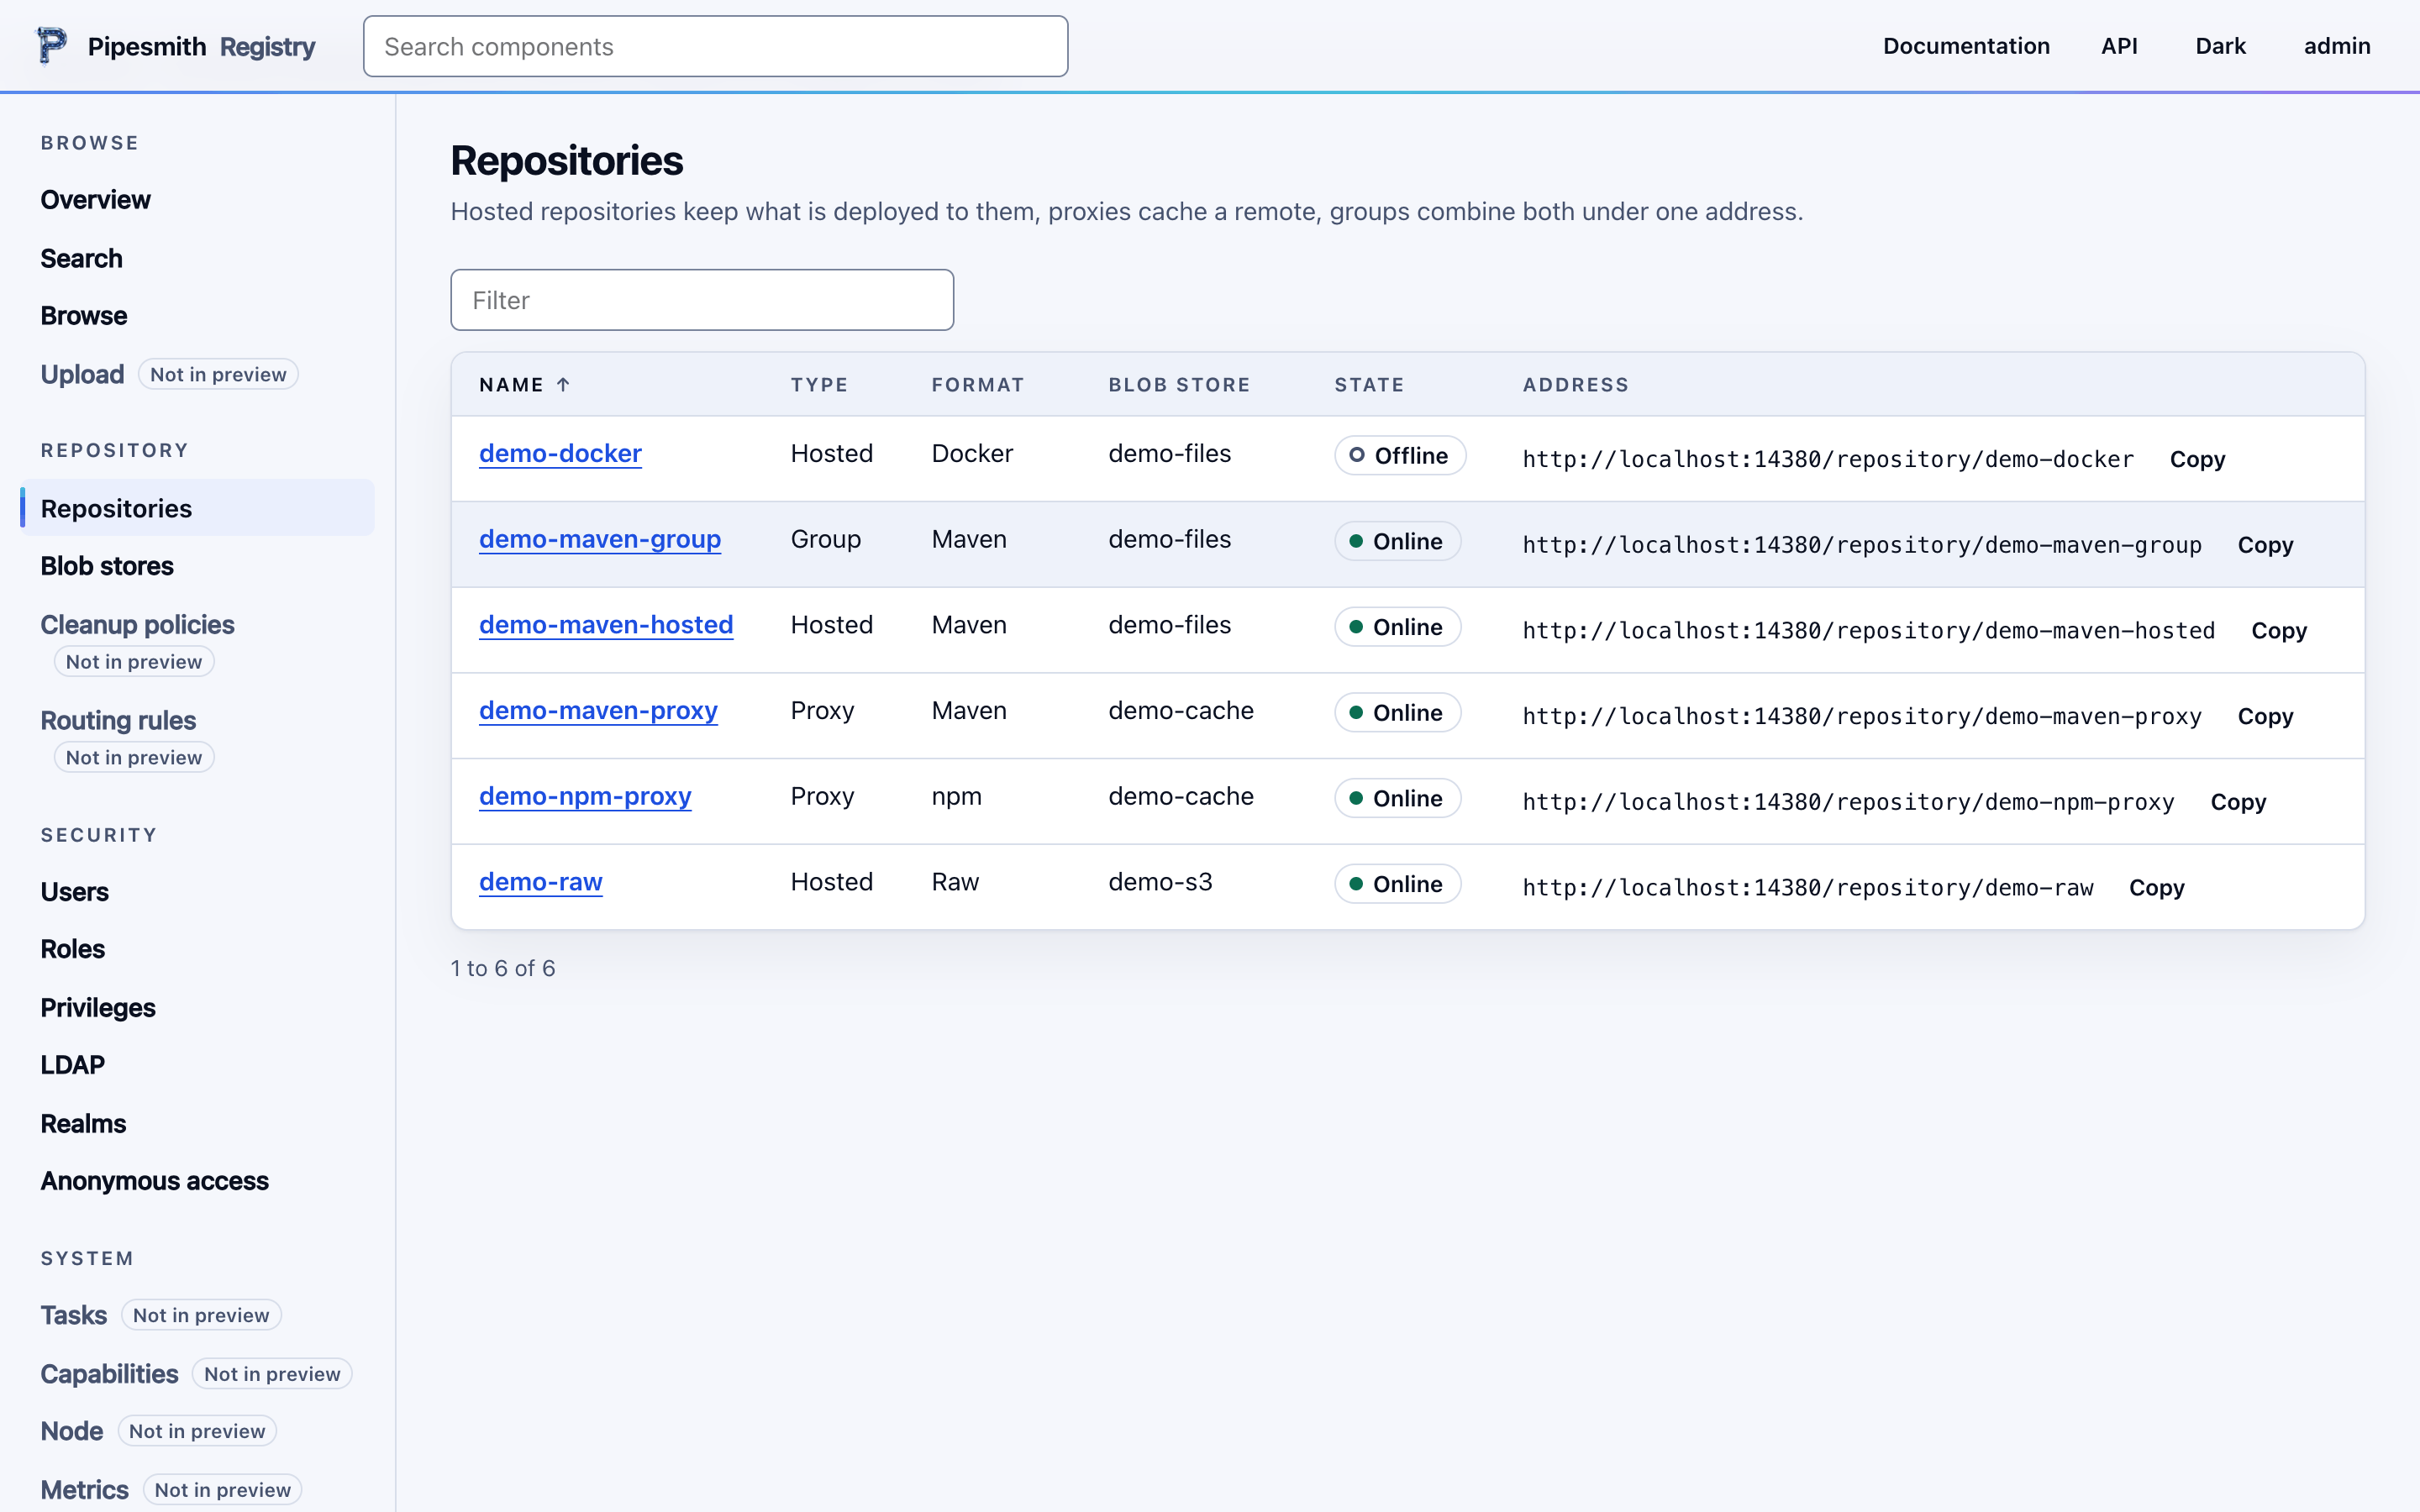 Pipesmith Registry
Search components
Documentation API Dark admin
BROWSE
Overview
Search
Browse
Upload Not in preview
REPOSITORY
Repositories
Blob stores
Cleanup policies
Not in preview
Routing rules
Not in preview
SECURITY
Users
Roles
Privileges
LDAP
Realms
Anonymous access
SYSTEM
Tasks Not in preview
Capabilities Not in preview
Node Not in preview
Metrics Not in preview
Repositories
Hosted repositories keep what is deployed to them, proxies cache a remote, groups combine both under one address.
Filter
NAME ↑ TYPE FORMAT BLOB STORE STATE ADDRESS
demo-docker Hosted Docker demo-files Offline http://localhost:14380/repository/demo-docker Copy
demo-maven-group Group Maven demo-files Online http://localhost:14380/repository/demo-maven-group Copy
demo-maven-hosted Hosted Maven demo-files Online http://localhost:14380/repository/demo-maven-hosted Copy
demo-maven-proxy Proxy Maven demo-cache Online http://localhost:14380/repository/demo-maven-proxy Copy
demo-npm-proxy Proxy npm demo-cache Online http://localhost:14380/repository/demo-npm-proxy Copy
demo-raw Hosted Raw demo-s3 Online http://localhost:14380/repository/demo-raw Copy
1 to 6 of 6